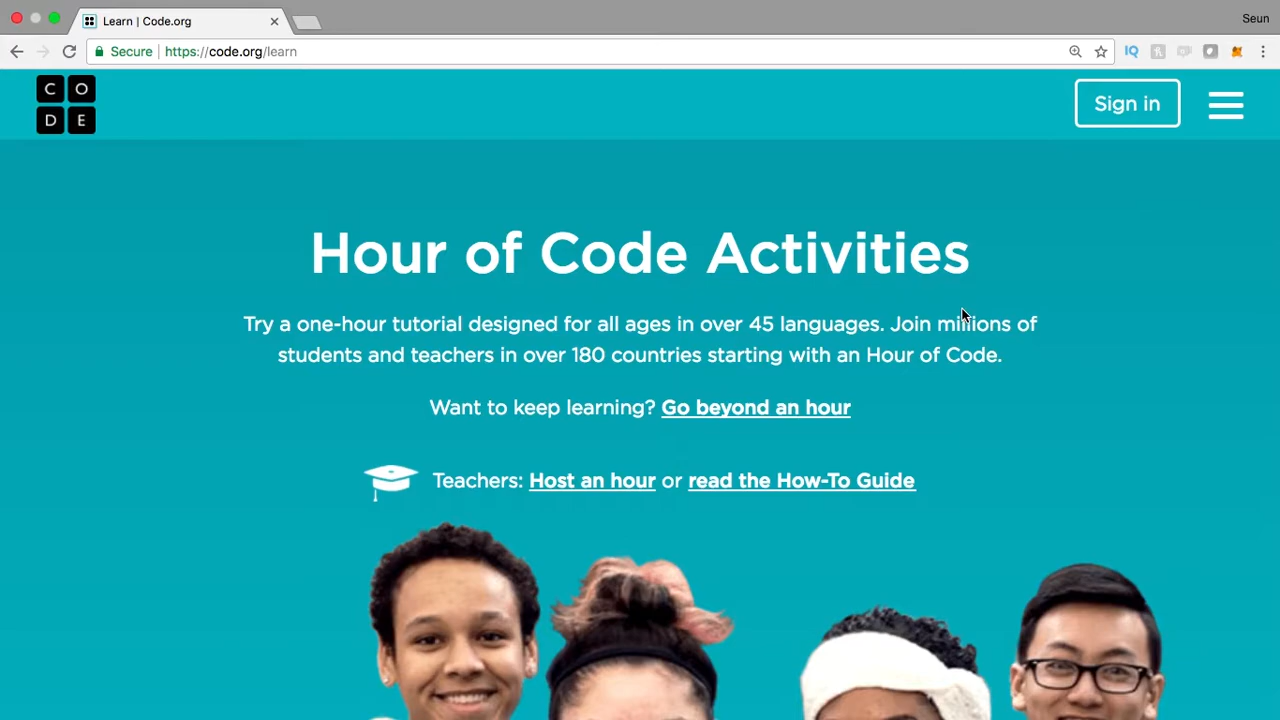 Learn | Code.org
Seun
Secure
https://code.org/learn
IQ
C O
D E
Sign in
Hour of Code Activities
Try a one-hour tutorial designed for all ages in over 45 languages. Join millions of
students and teachers in over 180 countries starting with an Hour of Code.
Want to keep learning? Go beyond an hour
Teachers: Host an hour or read the How-To Guide